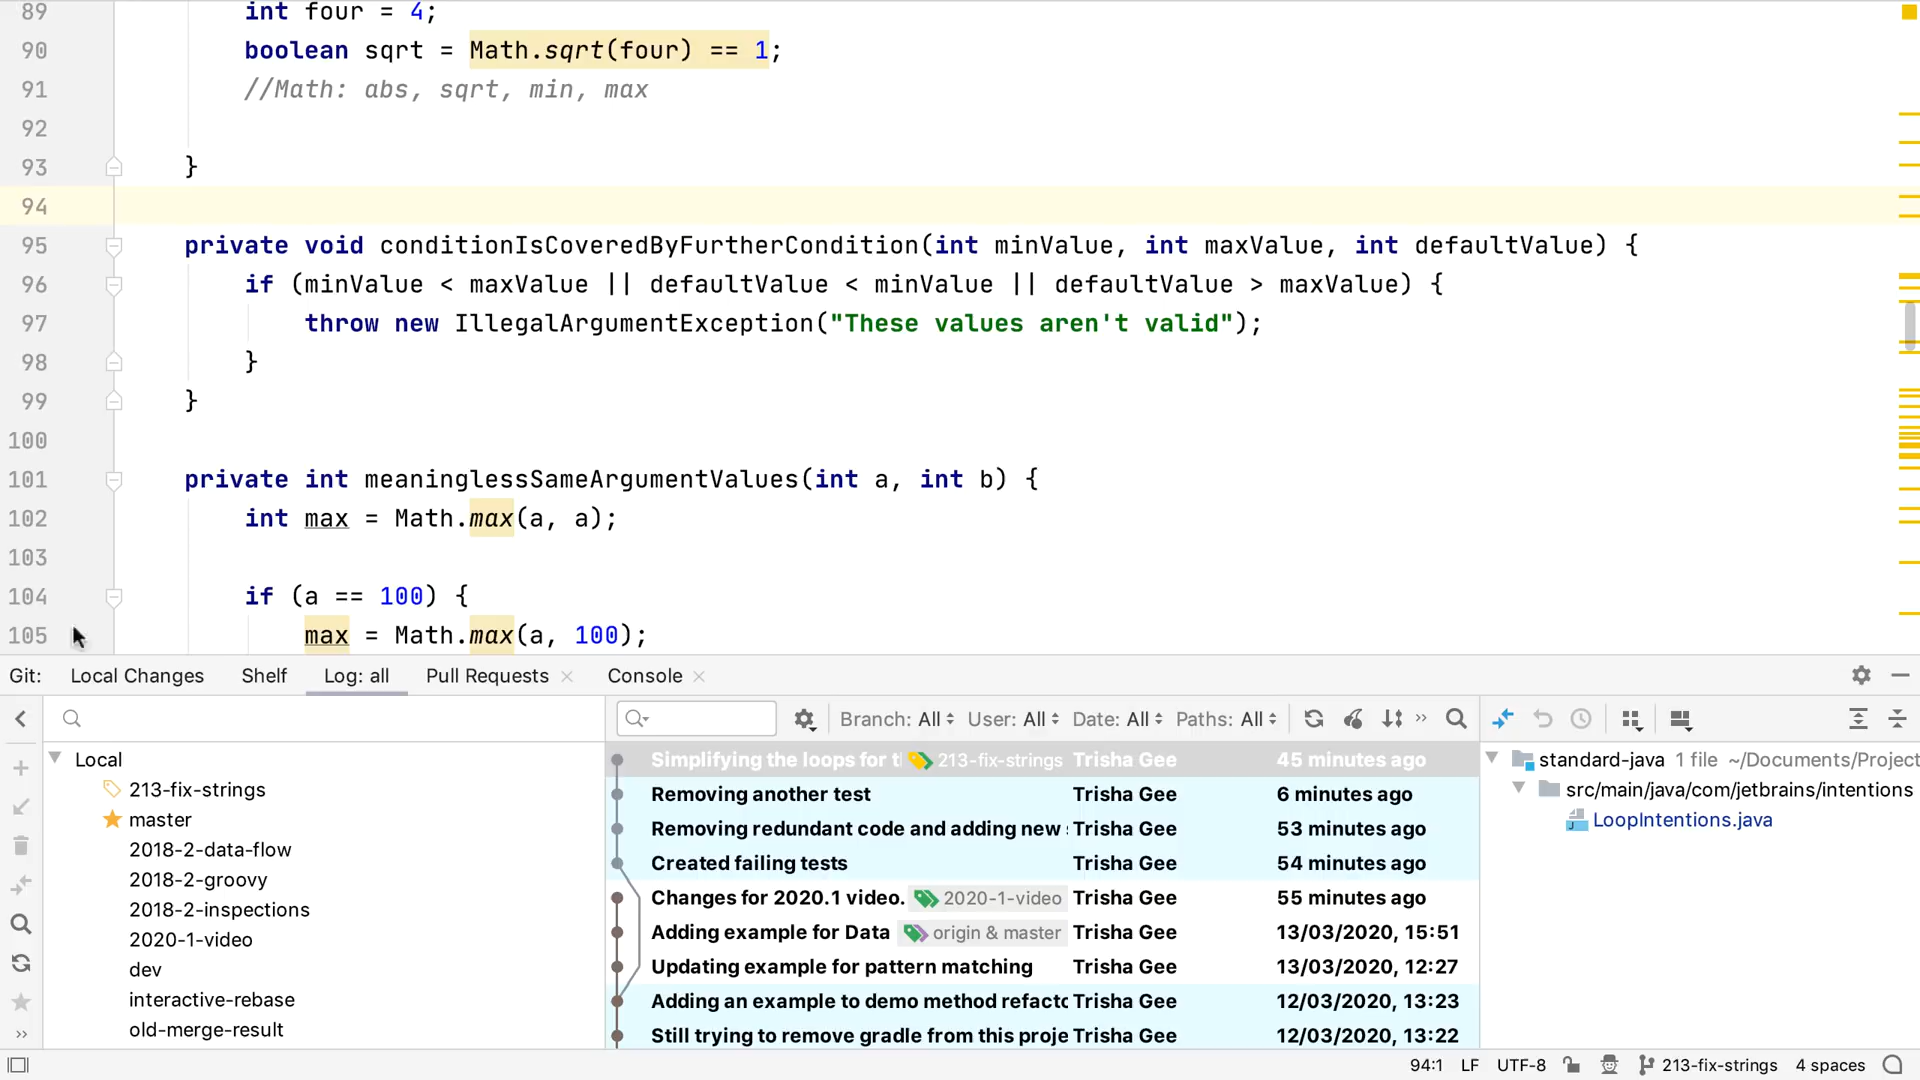 89 int four = 4;
90 boolean sqrt = Math.sqrt(four) == 1;
91 //Math: abs, sqrt, min, max
92
93 }
94
95 private void conditionIsCoveredByFurtherCondition(int minValue, int maxValue, int defaultValue) {
96 if (minValue < maxValue || defaultValue < minValue || defaultValue > maxValue) {
97 throw new IllegalArgumentException("These values aren't valid");
98 }
99 }
100
101 private int meaninglessSameArgumentValues(int a, int b) {
102 int max = Math.max(a, a);
103
104 if (a == 100) {
105 max = Math.max(a, 100);
Git: Local Changes Shelf Log: all Pull Requests Console
Branch: All User: All Date: All Paths: All
Local
213-fix-strings
master
2018-2-data-flow
2018-2-groovy
2018-2-inspections
2020-1-video
dev
interactive-rebase
old-merge-result
Simplifying the loops for t 213-fix-strings Trisha Gee 45 minutes ago
Removing another test Trisha Gee 6 minutes ago
Removing redundant code and adding new Trisha Gee 53 minutes ago
Created failing tests Trisha Gee 54 minutes ago
Changes for 2020.1 video. 2020-1-video Trisha Gee 55 minutes ago
Adding example for Data origin & master Trisha Gee 13/03/2020, 15:51
Updating example for pattern matching Trisha Gee 13/03/2020, 12:27
Adding an example to demo method refacto Trisha Gee 12/03/2020, 13:23
Still trying to remove gradle from this proje Trisha Gee 12/03/2020, 13:22
standard-java 1 file ~/Documents/Project
src/main/java/com/jetbrains/intentions
LoopIntentions.java
94:1 LF UTF-8 213-fix-strings 4 spaces